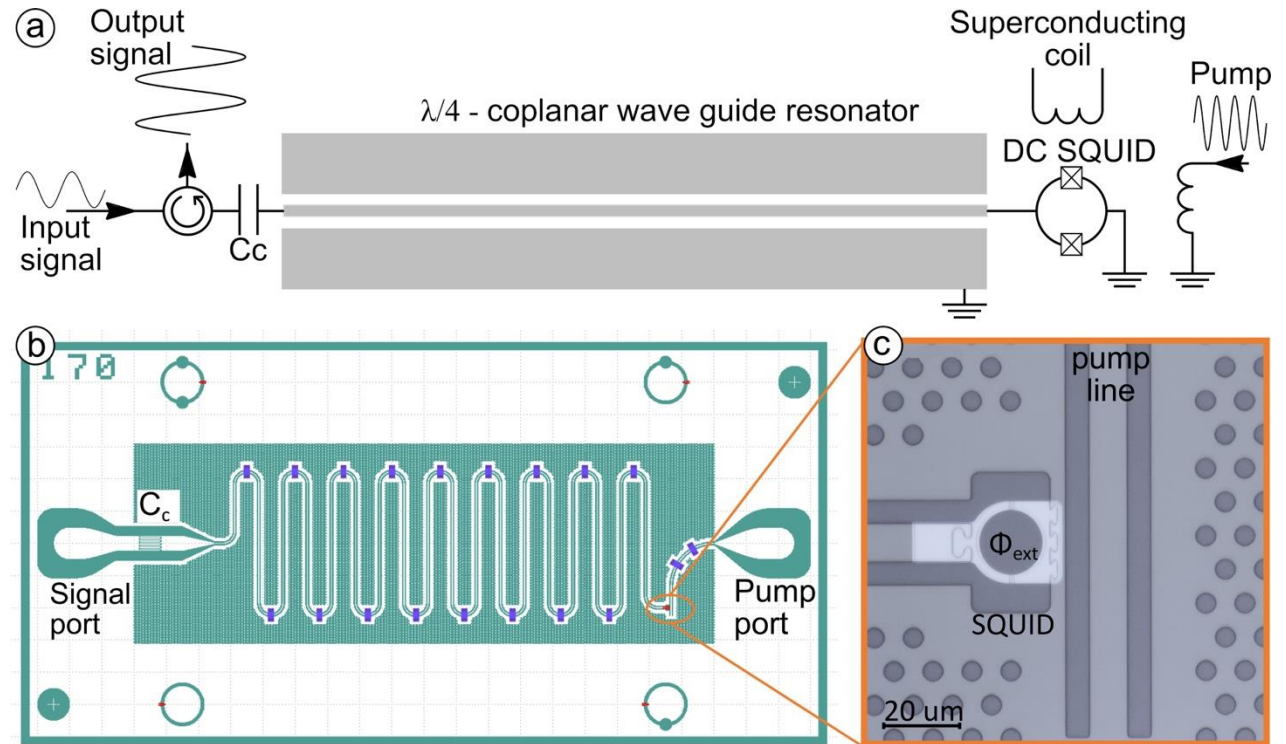 a
Output
signal
Superconducting
coil
Pump
λ/4 - coplanar wave guide resonator
DC SQUID
Input
signal
Cc
b
170
Cc
Signal
port
Pump
port
c
pump
line
Φext
SQUID
20 um